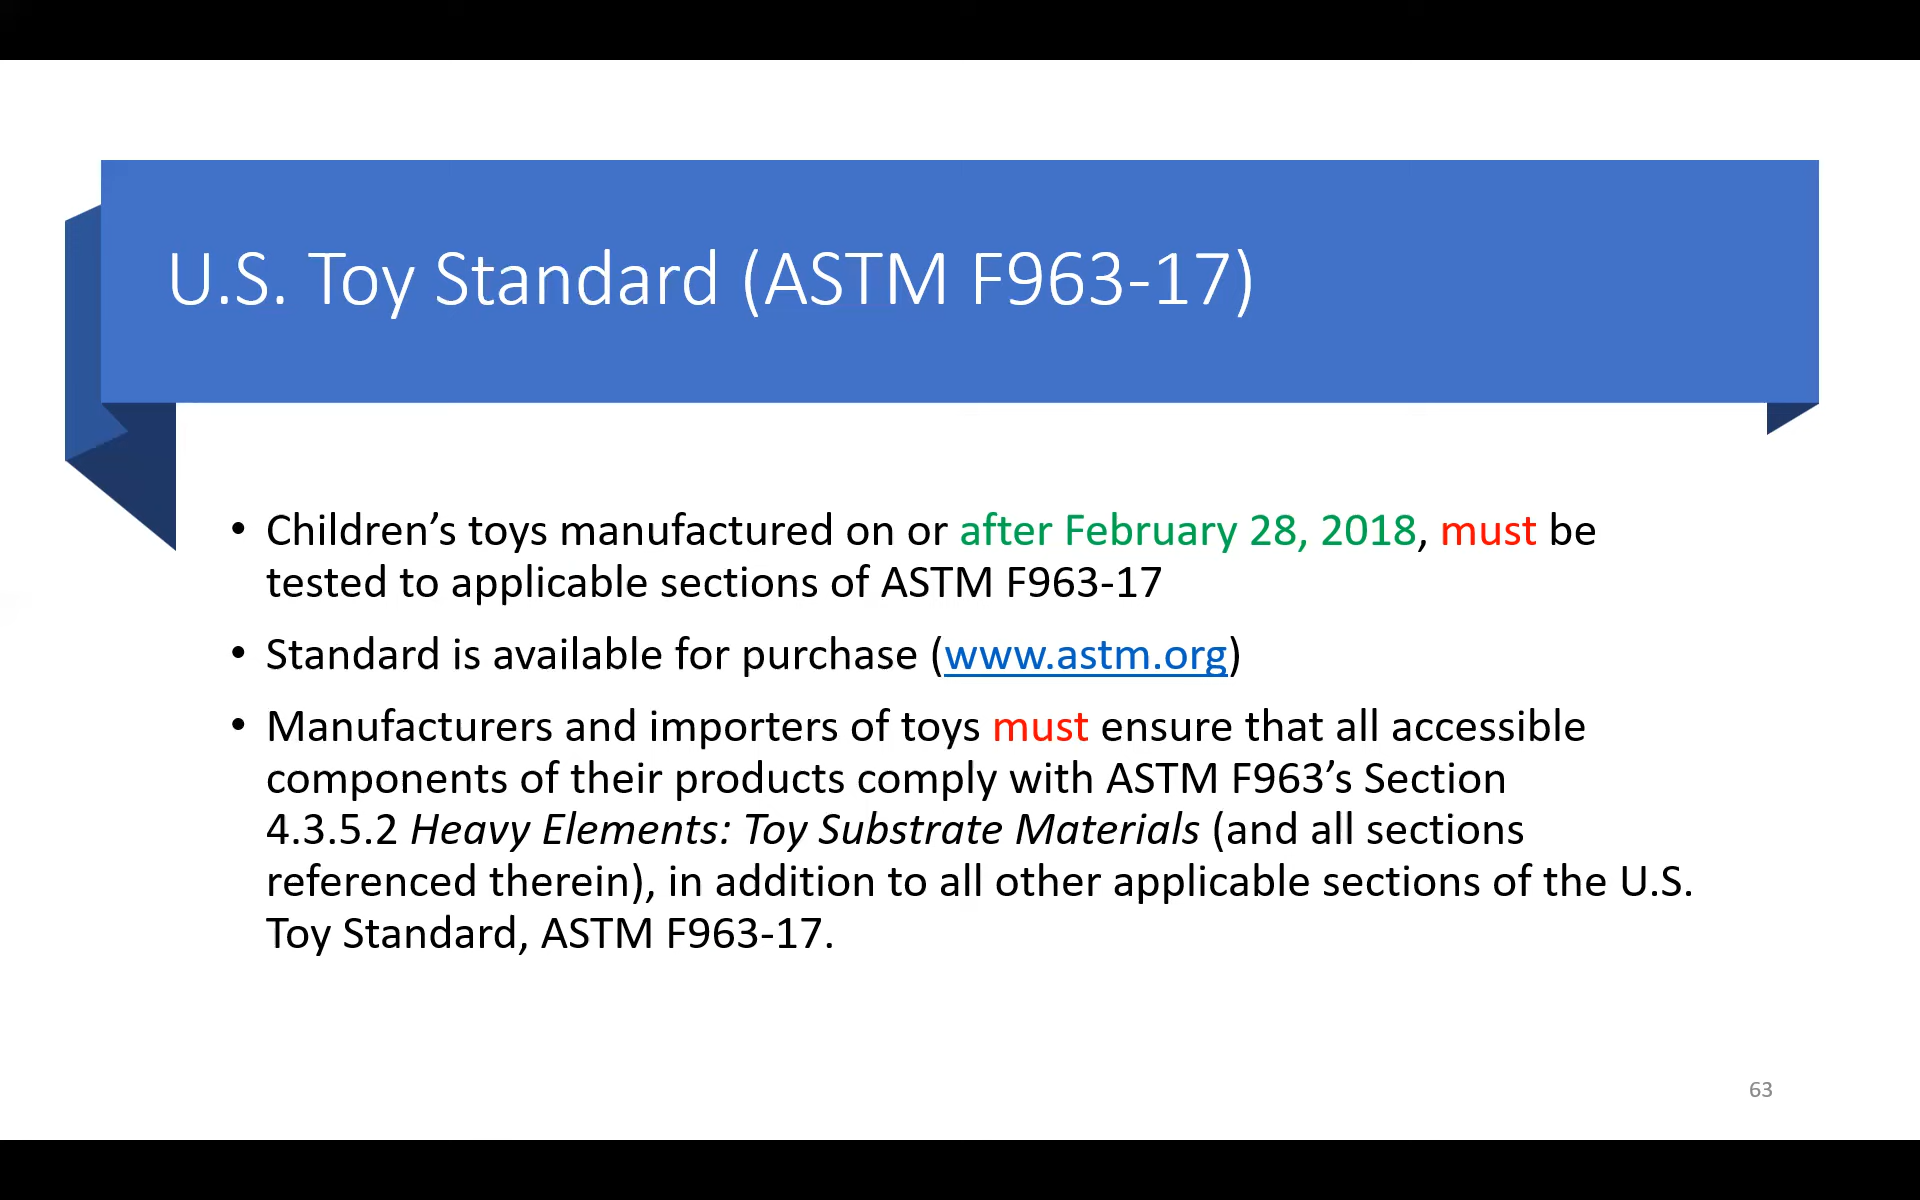 U.S. Toy Standard (ASTM F963-17)
• Children’s toys manufactured on or after February 28, 2018, must be
tested to applicable sections of ASTM F963-17
• Standard is available for purchase (www.astm.org)
• Manufacturers and importers of toys must ensure that all accessible
components of their products comply with ASTM F963’s Section
4.3.5.2 Heavy Elements: Toy Substrate Materials (and all sections
referenced therein), in addition to all other applicable sections of the U.S.
Toy Standard, ASTM F963-17.
63